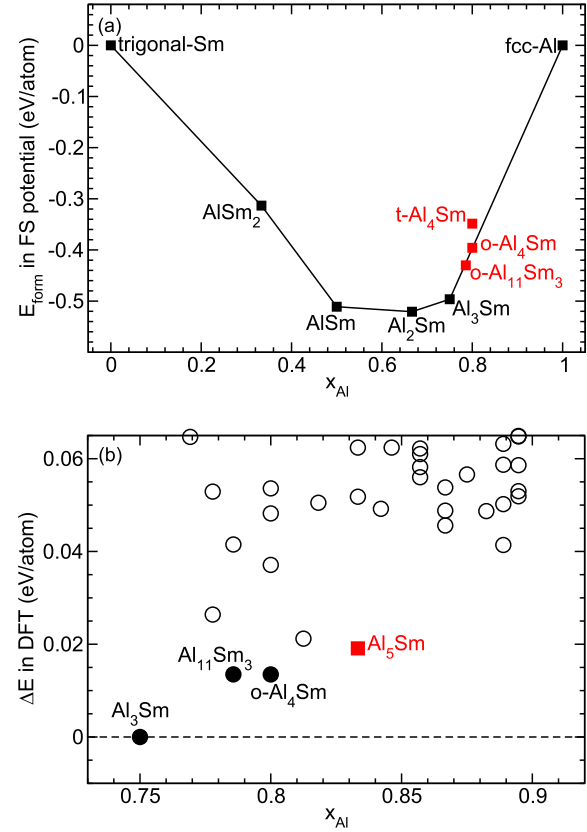 (a)
trigonal-Sm
fcc-Al
0
-0.1
-0.2
-0.3
-0.4
-0.5
E_form in FS potential (eV/atom)
AlSm₂
t-Al₄Sm
o-Al₄Sm
o-Al₁₁Sm₃
AlSm
Al₂Sm
Al₃Sm
0 0.2 0.4 0.6 0.8 1
x_Al
(b)
0.06
0.04
0.02
0
ΔE in DFT (eV/atom)
Al₅Sm
Al₁₁Sm₃
o-Al₄Sm
Al₃Sm
0.75 0.8 0.85 0.9
x_Al